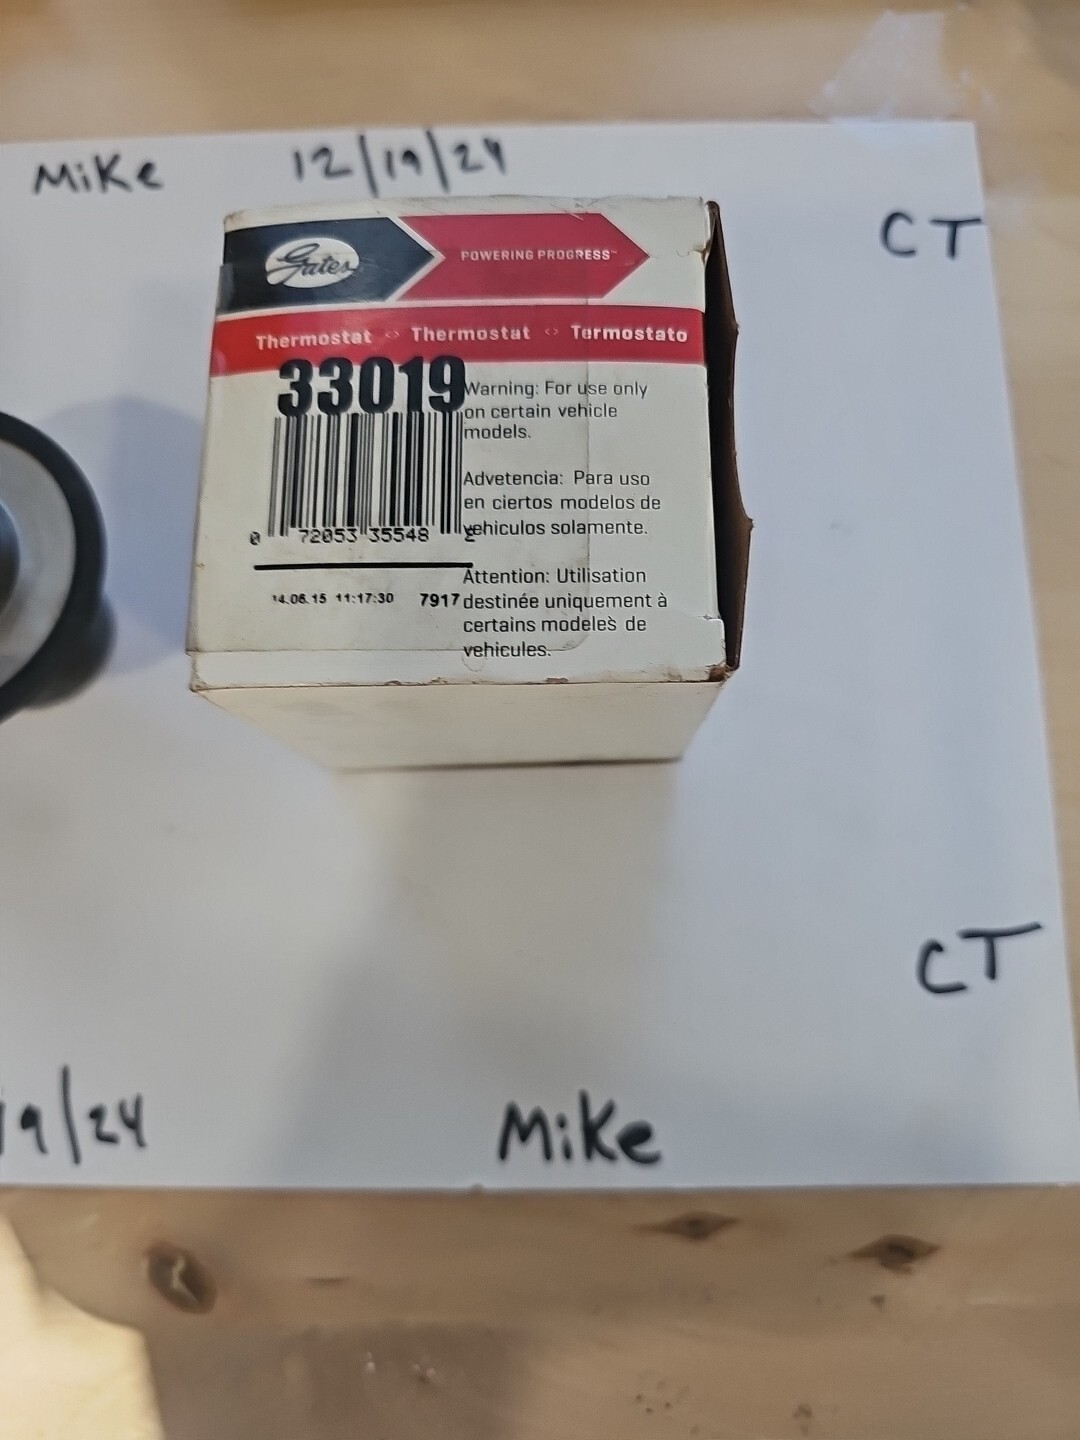 Mike 12/19/24
CT
Gates
POWERING PROGRESS™
Thermostat <> Thermostat <> Termostato
33019
Warning: For use only
on certain vehicle
models.
Advetencia: Para uso
en ciertos modelos de
vehiculos solamente.
0 72053 35548 2
Attention: Utilisation
destinée uniquement à
certains modeles de
vehicules.
14.06.15 11:17:30 7917
CT
19/24 Mike